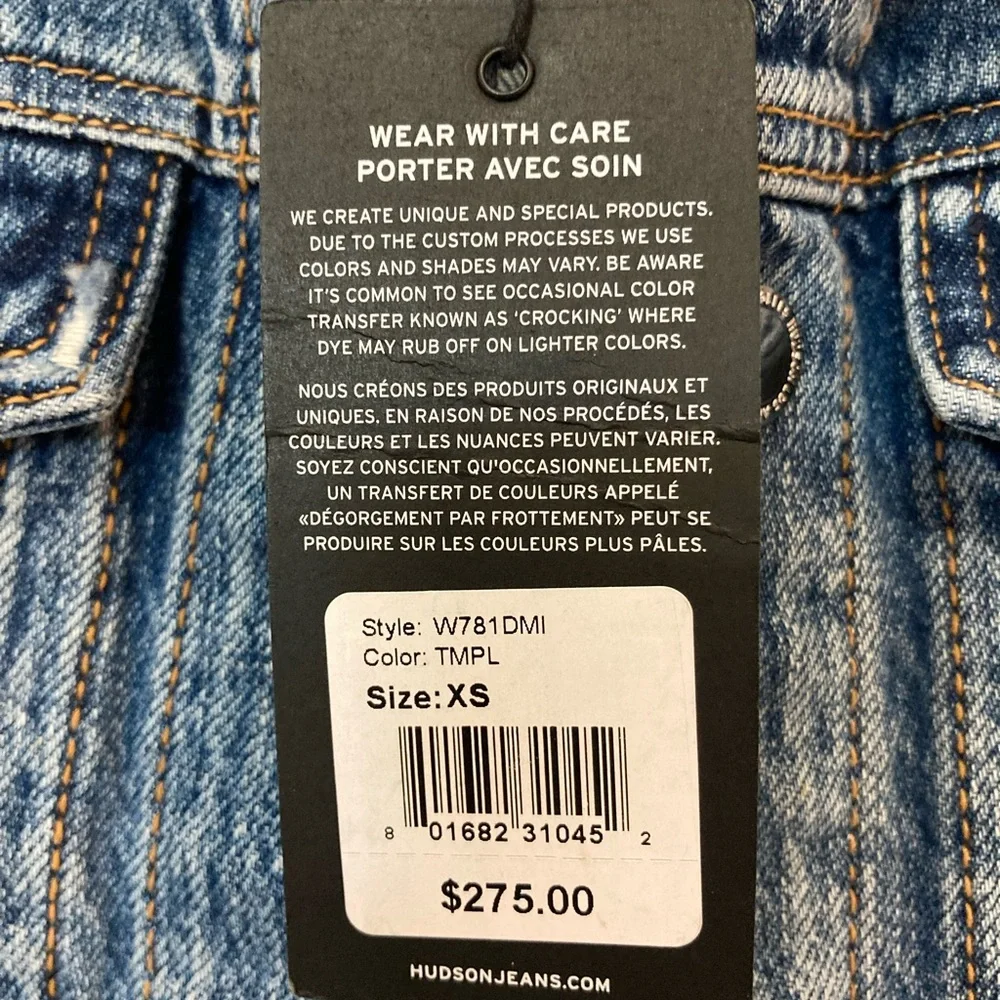 WEAR WITH CARE
PORTER AVEC SOIN
WE CREATE UNIQUE AND SPECIAL PRODUCTS.
DUE TO THE CUSTOM PROCESSES WE USE
COLORS AND SHADES MAY VARY. BE AWARE
IT'S COMMON TO SEE OCCASIONAL COLOR
TRANSFER KNOWN AS 'CROCKING' WHERE
DYE MAY RUB OFF ON LIGHTER COLORS.
NOUS CRÉONS DES PRODUITS ORIGINAUX ET
UNIQUES. EN RAISON DE NOS PROCÉDÉS, LES
COULEURS ET LES NUANCES PEUVENT VARIER.
SOYEZ CONSCIENT QU'OCCASIONNELLEMENT,
UN TRANSFERT DE COULEURS APPELÉ
«DÉGORGEMENT PAR FROTTEMENT» PEUT SE
PRODUIRE SUR LES COULEURS PLUS PÂLES.
Style: W781DMI
Color: TMPL
Size: XS
8 01682 31045 2
$275.00
HUDSONJEANS.COM